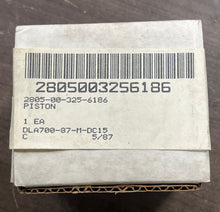 2805003256186
2805-00-325-6186
PISTON
1 EA
DLA700-87-M-DC15
C 5/87